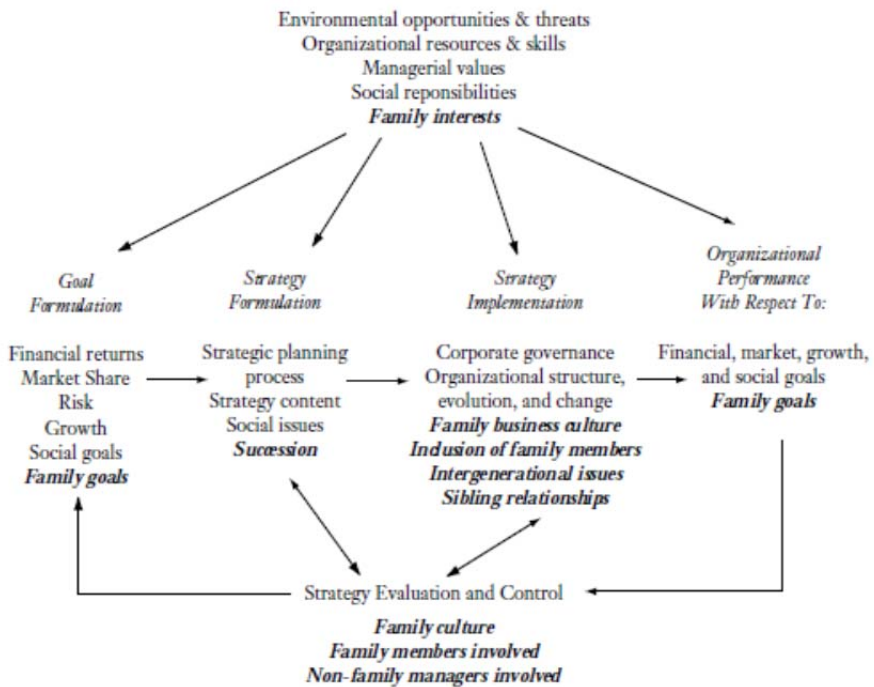 Environmental opportunities & threats
Organizational resources & skills
Managerial values
Social reponsibilities
Family interests
Goal
Formulation
Strategy
Formulation
Strategy
Implementation
Organizational
Performance
With Respect To:
Financial returns
Market Share
Risk
Growth
Social goals
Family goals
Strategic planning
process
Strategy content
Social issues
Succession
Corporate governance
Organizational structure,
evolution, and change
Family business culture
Inclusion of family members
Intergenerational issues
Sibling relationships
Financial, market, growth,
and social goals
Family goals
Strategy Evaluation and Control
Family culture
Family members involved
Non-family managers involved